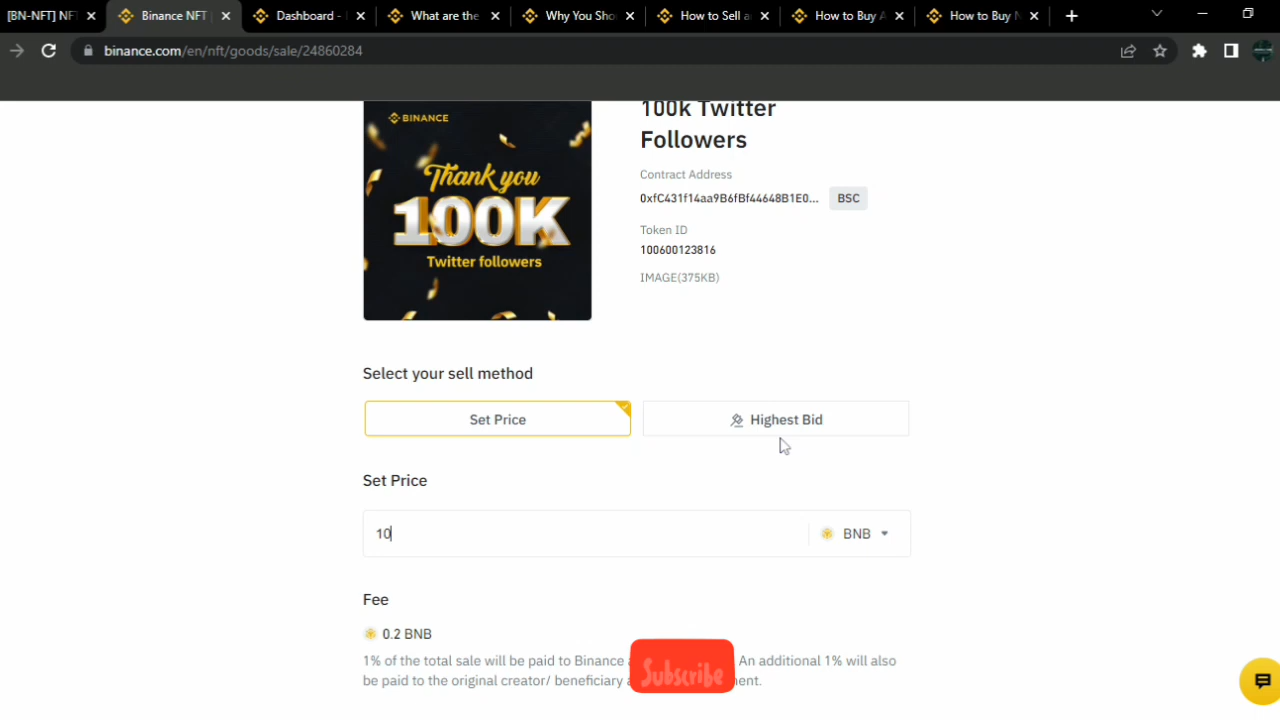 [BN-NFT] NF
Binance NFT
Dashboard -
What are the
Why You Sho
How to Sell a
How to Buy A
How to Buy N
binance.com/en/nft/goods/sale/24860284
BINANCE
Thank you
100K
Twitter followers
100k Twitter
Followers
Contract Address
0xfC431f14aa9B6fBf44648B1E0... BSC
Token ID
100600123816
IMAGE(375KB)
Select your sell method
Set Price
Highest Bid
Set Price
10
BNB
Fee
0.2 BNB
1% of the total sale will be paid to Binance An additional 1% will also
be paid to the original creator/ beneficiary
Subscribe